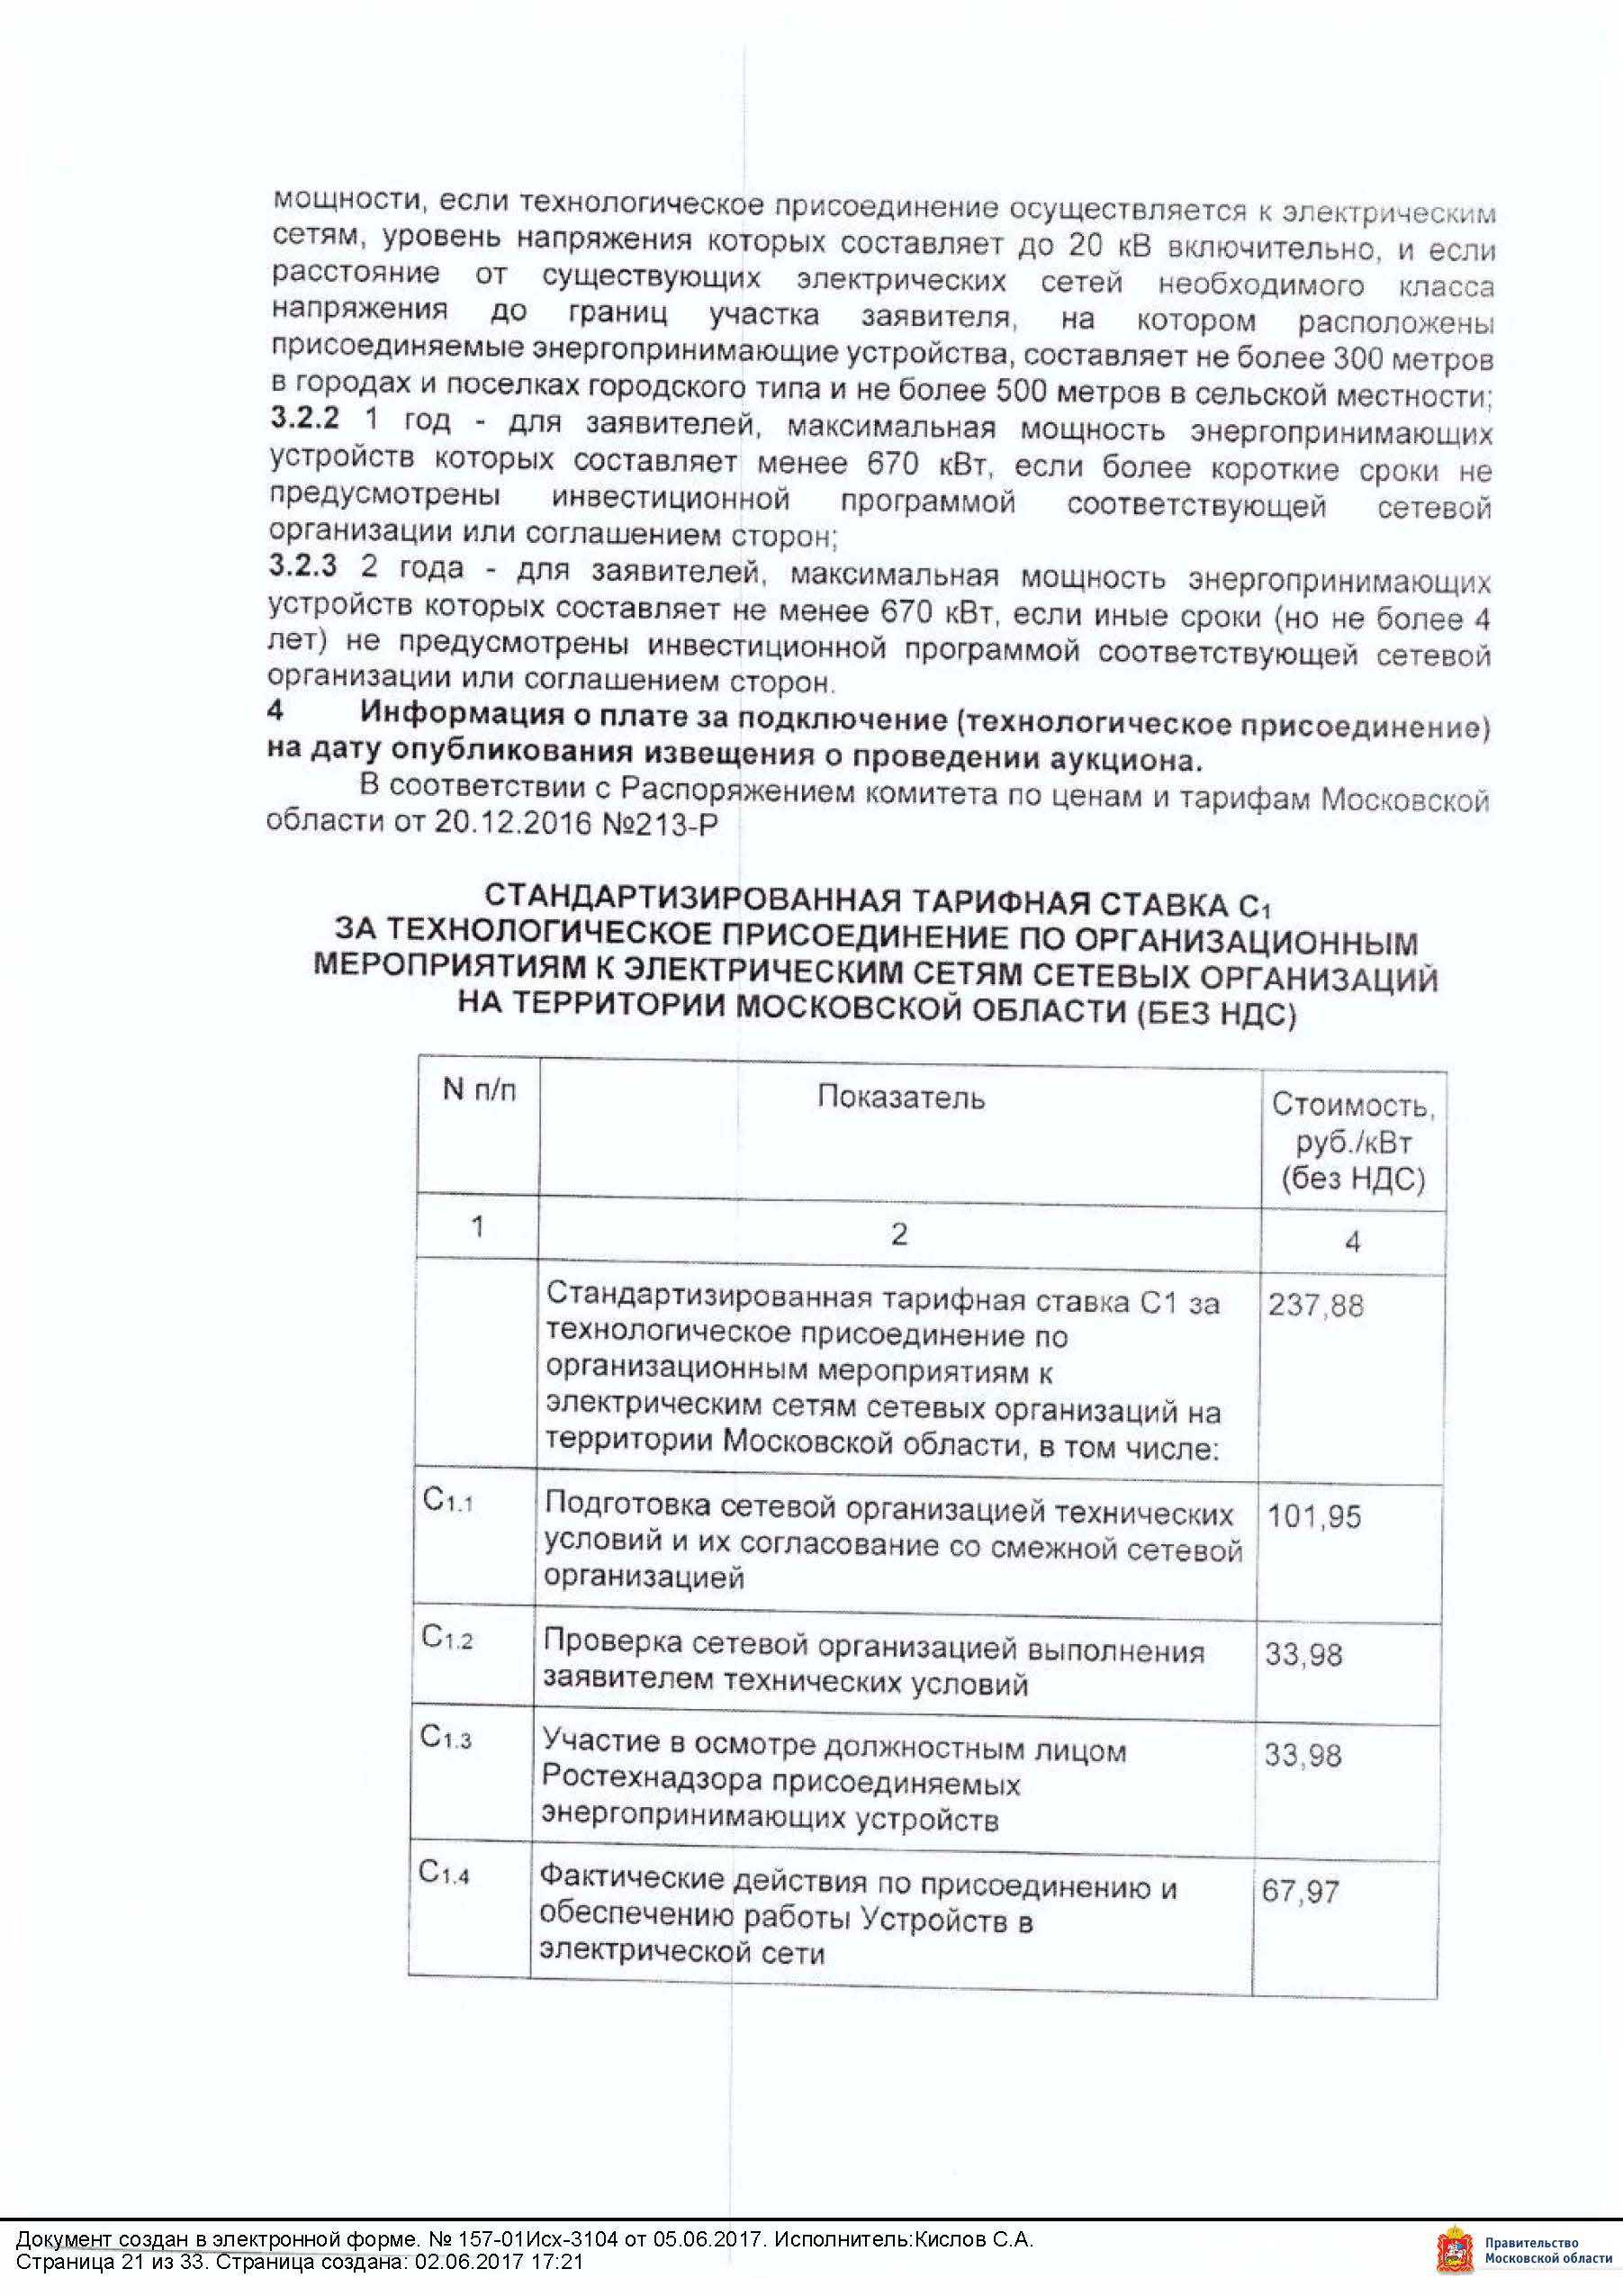 мощности, если технологическое присоединение осуществляется к электрическим
сетям, уровень напряжения которых составляет до 20 кВ включительно, и если
расстояние от существующих электрических сетей необходимого класса
напряжения до границ участка заявителя, на котором расположены
присоединяемые энергопринимающие устройства, составляет не более 300 метров
в городах и поселках городского типа и не более 500 метров в сельской местности;
3.2.2 1 год - для заявителей, максимальная мощность энергопринимающих
устройств которых составляет менее 670 кВт, если более короткие сроки не
предусмотрены инвестиционной программой соответствующей сетевой
организации или соглашением сторон;
3.2.3 2 года - для заявителей, максимальная мощность энергопринимающих
устройств которых составляет не менее 670 кВт, если иные сроки (но не более 4
лет) не предусмотрены инвестиционной программой соответствующей сетевой
организации или соглашением сторон.
4 Информация о плате за подключение (технологическое присоединение)
на дату опубликования извещения о проведении аукциона.
В соответствии с Распоряжением комитета по ценам и тарифам Московской
области от 20.12.2016 №213-Р
СТАНДАРТИЗИРОВАННАЯ ТАРИФНАЯ СТАВКА С1
ЗА ТЕХНОЛОГИЧЕСКОЕ ПРИСОЕДИНЕНИЕ ПО ОРГАНИЗАЦИОННЫМ
МЕРОПРИЯТИЯМ К ЭЛЕКТРИЧЕСКИМ СЕТЯМ СЕТЕВЫХ ОРГАНИЗАЦИЙ
НА ТЕРРИТОРИИ МОСКОВСКОЙ ОБЛАСТИ (БЕЗ НДС)
N п/п Показатель Стоимость,
руб./кВт
(без НДС)
1 2 4
Стандартизированная тарифная ставка С1 за 237,88
технологическое присоединение по
организационным мероприятиям к
электрическим сетям сетевых организаций на
территории Московской области, в том числе:
С1.1 Подготовка сетевой организацией технических 101,95
условий и их согласование со смежной сетевой
организацией
С1.2 Проверка сетевой организацией выполнения 33,98
заявителем технических условий
С1.3 Участие в осмотре должностным лицом 33,98
Ростехнадзора присоединяемых
энергопринимающих устройств
С1.4 Фактические действия по присоединению и 67,97
обеспечению работы Устройств в
электрической сети
Документ создан в электронной форме. № 157-01Исх-3104 от 05.06.2017. Исполнитель:Кислов С.А.
Страница 21 из 33. Страница создана: 02.06.2017 17:21
Правительство
Московской области